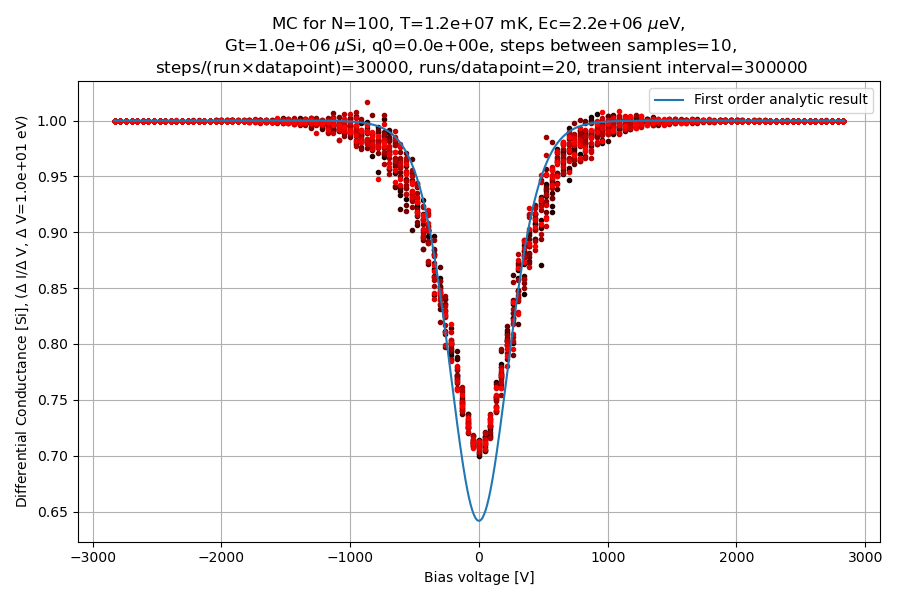 MC for N=100, T=1.2e+07 mK, Ec=2.2e+06 μeV,
Gt=1.0e+06 μSi, q0=0.0e+00e, steps between samples=10,
steps/(run×datapoint)=30000, runs/datapoint=20, transient interval=300000
First order analytic result
Differential Conductance [Si], (Δ I/Δ V, Δ V=1.0e+01 eV)
1.00
0.95
0.90
0.85
0.80
0.75
0.70
0.65
−3000 −2000 −1000 0 1000 2000 3000
Bias voltage [V]